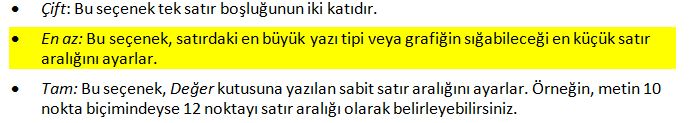 • Çift: Bu seçenek tek satır boşluğunun iki katıdır.
• En az: Bu seçenek, satırdaki en büyük yazı tipi veya grafiğin sığabileceği en küçük satır
aralığını ayarlar.
• Tam: Bu seçenek, Değer kutusuna yazılan sabit satır aralığını ayarlar. Örneğin, metin 10
nokta biçimindeyse 12 noktayı satır aralığı olarak belirleyebilirsiniz.